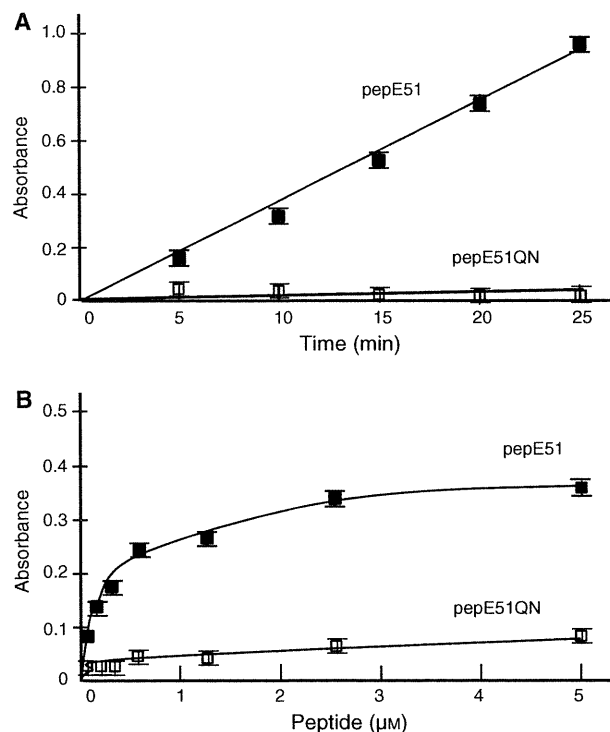 A
1.0
0.8
0.6
0.4
0.2
0
Absorbance
pepE51
pepE51QN
0 5 10 15 20 25
Time (min)
B
0.5
0.4
0.3
0.2
0.1
0
Absorbance
pepE51
pepE51QN
0 1 2 3 4 5
Peptide (µM)